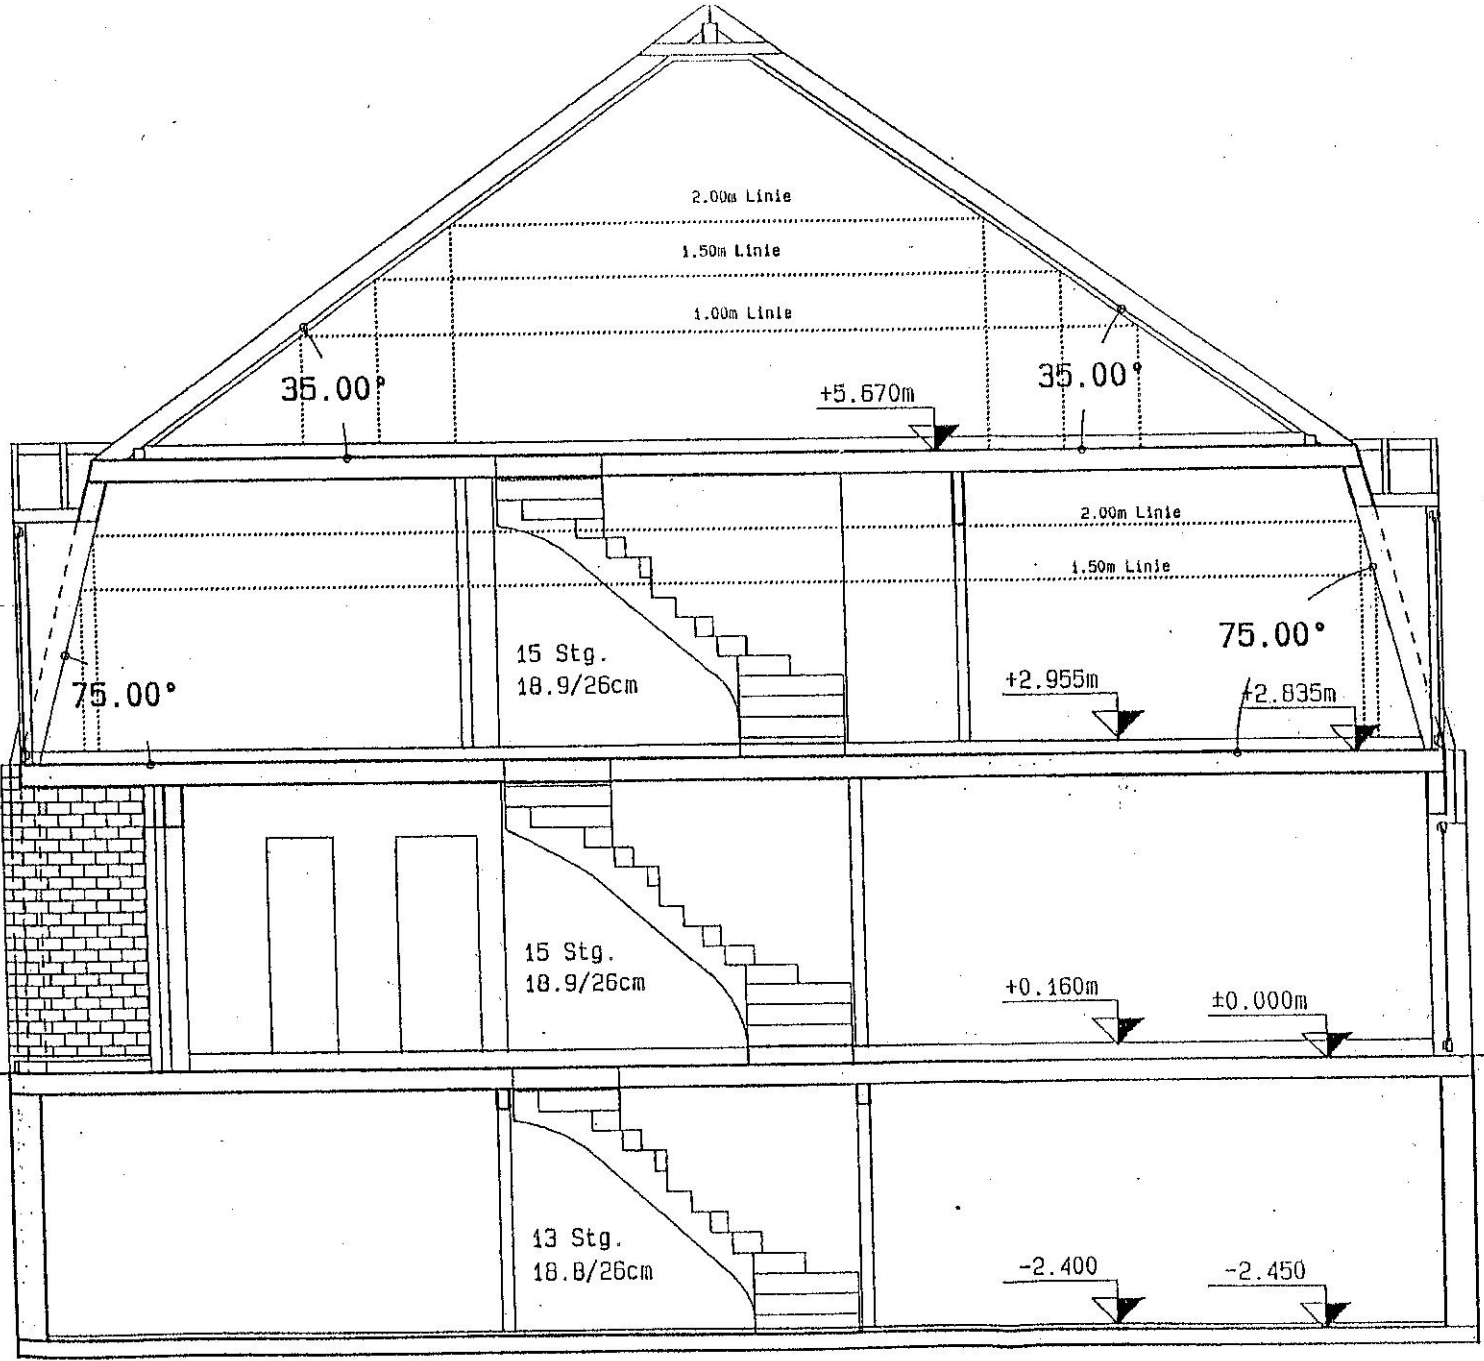 2.00m Linie
1.50m Linie
1.00m Linie
35.00°
35.00°
+5.670m
2.00m Linie
1.50m Linie
75.00°
15 Stg.
18.9/26cm
+2.955m
+2.835m
75.00°
15 Stg.
18.9/26cm
+0.160m
±0.000m
13 Stg.
18.8/26cm
-2.400
-2.450